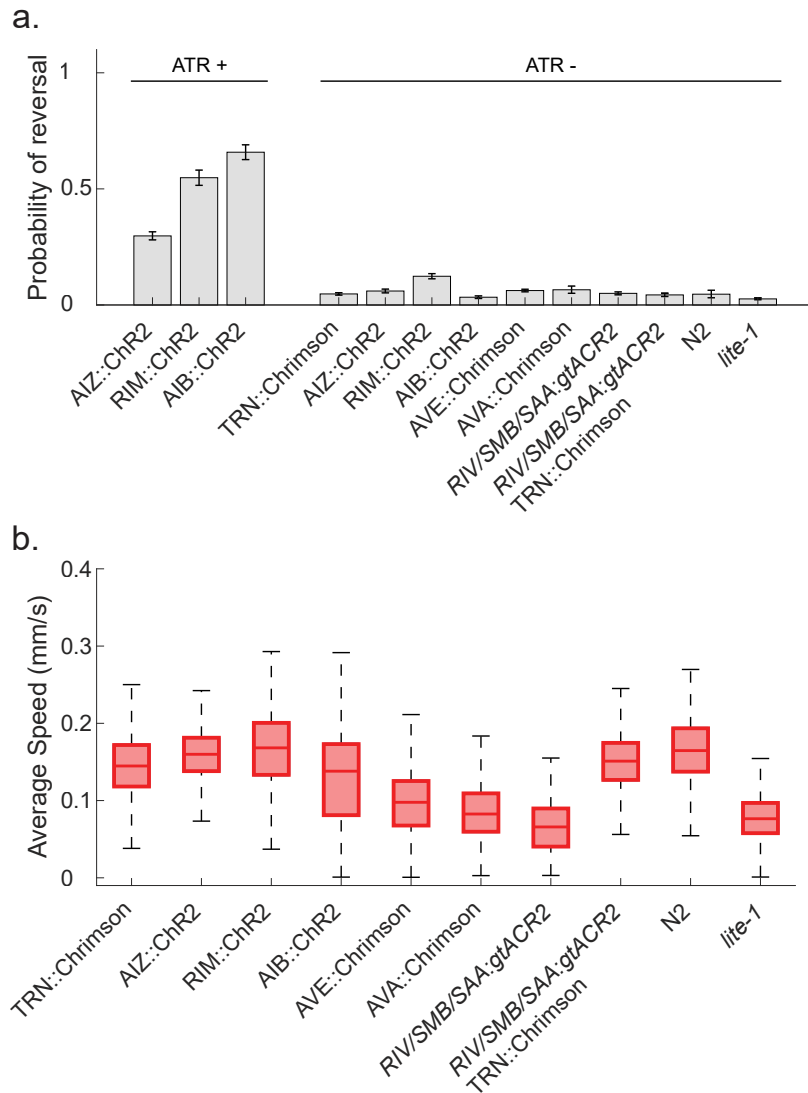 a.
ATR +
ATR -
Probability of reversal
1
0.5
0
AIZ::ChR2
RIM::ChR2
AIB::ChR2
TRN::Chrimson
AIZ::ChR2
RIM::ChR2
AIB::ChR2
AVE::Chrimson
AVA::Chrimson
RIV/SMB/SAA:gtACR2
RIV/SMB/SAA:gtACR2
TRN::Chrimson
N2
lite-1
b.
Average Speed (mm/s)
0.4
0.3
0.2
0.1
0
TRN::Chrimson
AIZ::ChR2
RIM::ChR2
AIB::ChR2
AVE::Chrimson
AVA::Chrimson
RIV/SMB/SAA:gtACR2
RIV/SMB/SAA:gtACR2
TRN::Chrimson
N2
lite-1